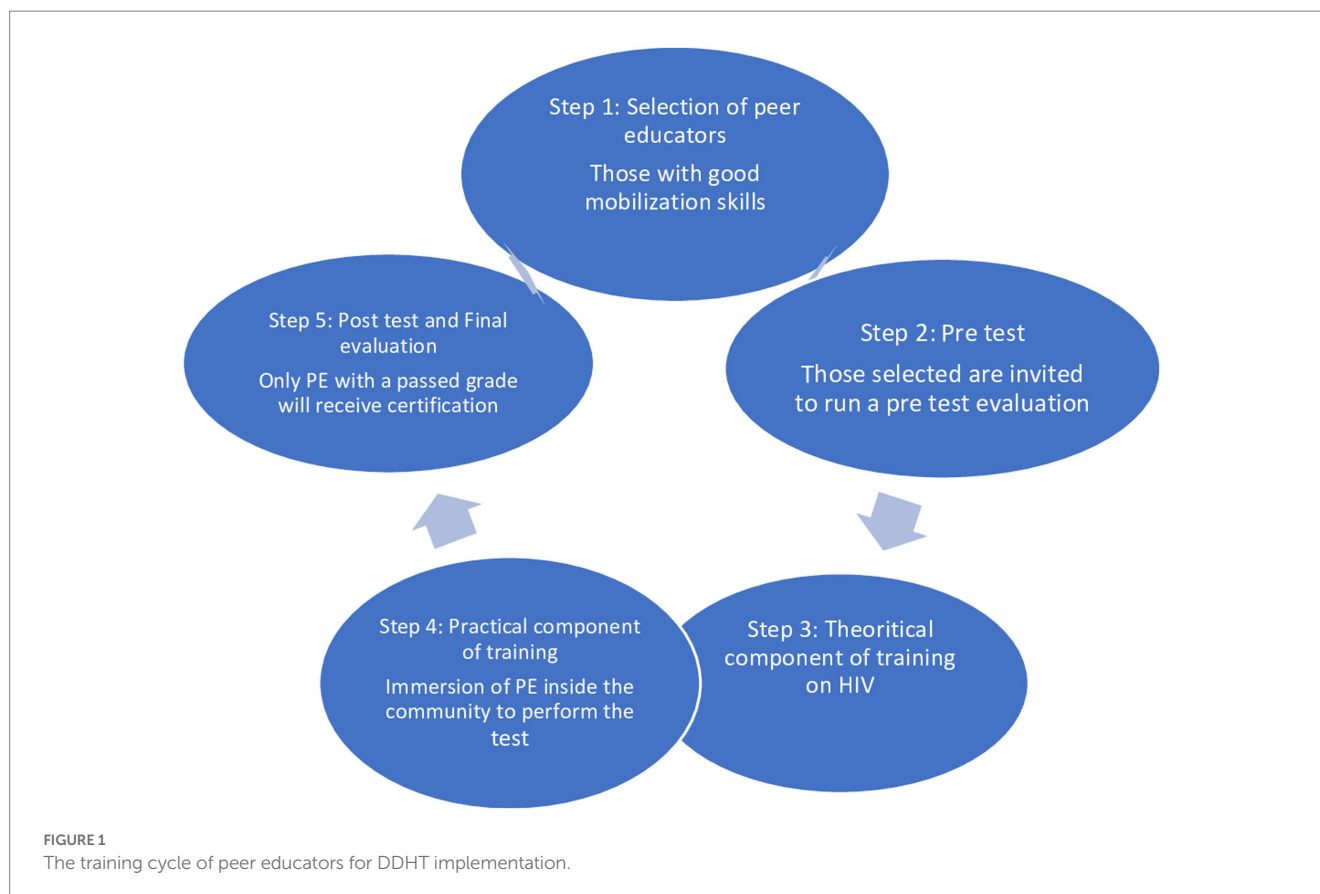 Step 1: Selection of peer
educators
Those with good
mobilization skills
Step 2: Pre test
Those selected are invited
to run a pre test evaluation
Step 3: Theoritical
component of training
on HIV
Step 4: Practical component
of training
Immersion of PE inside the
community to perform the
test
Step 5: Post test and Final
evaluation
Only PE with a passed grade
will receive certification
FIGURE 1
The training cycle of peer educators for DDHT implementation.